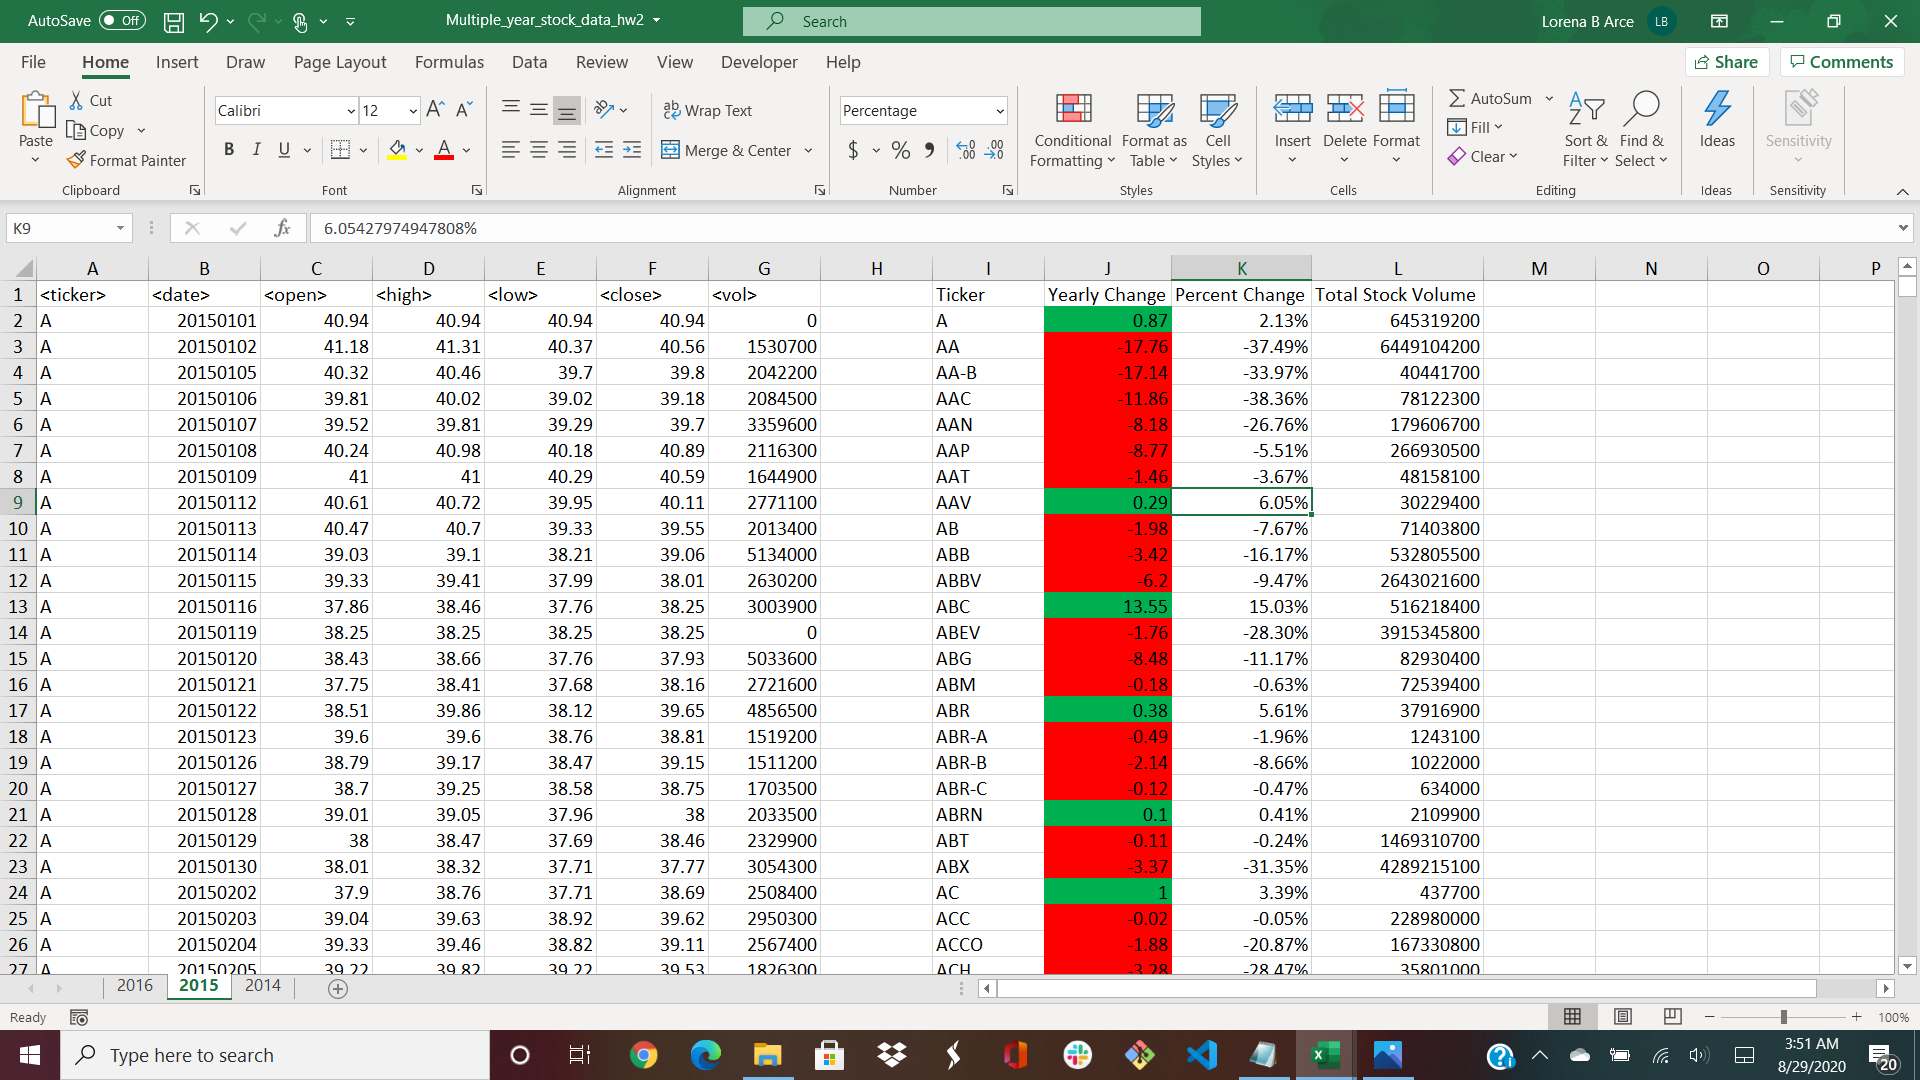 AutoSave Off Multiple_year_stock_data_hw2 Search Lorena B Arce LB
File Home Insert Draw Page Layout Formulas Data Review View Developer Help Share Comments
Paste Cut Copy Format Painter Clipboard
Calibri 12 B I U A Font
Wrap Text Merge & Center Alignment
Percentage $ % Number
Conditional Formatting Format as Table Cell Styles Styles
Insert Delete Format Cells
AutoSum Fill Clear Sort & Filter Find & Select Editing
Ideas Ideas
Sensitivity Sensitivity
K9 fx 6.05427974947808%
A B C D E F G H I J K L M N O P
1 <ticker> <date> <open> <high> <low> <close> <vol> Ticker Yearly Change Percent Change Total Stock Volume
2 A 20150101 40.94 40.94 40.94 40.94 0 A 0.87 2.13% 645319200
3 A 20150102 41.18 41.31 40.37 40.56 1530700 AA -17.76 -37.49% 6449104200
4 A 20150105 40.32 40.46 39.7 39.8 2042200 AA-B -17.14 -33.97% 40441700
5 A 20150106 39.81 40.02 39.02 39.18 2084500 AAC -11.86 -38.36% 78122300
6 A 20150107 39.52 39.81 39.29 39.7 3359600 AAN -8.18 -26.76% 179606700
7 A 20150108 40.24 40.98 40.18 40.89 2116300 AAP -8.77 -5.51% 266930500
8 A 20150109 41 41 40.29 40.59 1644900 AAT -1.46 -3.67% 48158100
9 A 20150112 40.61 40.72 39.95 40.11 2771100 AAV 0.29 6.05% 30229400
10 A 20150113 40.47 40.7 39.33 39.55 2013400 AB -1.98 -7.67% 71403800
11 A 20150114 39.03 39.1 38.21 39.06 5134000 ABB -3.42 -16.17% 532805500
12 A 20150115 39.33 39.41 37.99 38.01 2630200 ABBV -6.2 -9.47% 2643021600
13 A 20150116 37.86 38.46 37.76 38.25 3003900 ABC 13.55 15.03% 516218400
14 A 20150119 38.25 38.25 38.25 38.25 0 ABEV -1.76 -28.30% 3915345800
15 A 20150120 38.43 38.66 37.76 37.93 5033600 ABG -8.48 -11.17% 82930400
16 A 20150121 37.75 38.41 37.68 38.16 2721600 ABM -0.18 -0.63% 72539400
17 A 20150122 38.51 39.86 38.12 39.65 4856500 ABR 0.38 5.61% 37916900
18 A 20150123 39.6 39.6 38.76 38.81 1519200 ABR-A -0.49 -1.96% 1243100
19 A 20150126 38.79 39.17 38.47 39.15 1511200 ABR-B -2.14 -8.66% 1022000
20 A 20150127 38.7 39.25 38.58 38.75 1703500 ABR-C -0.12 -0.47% 634000
21 A 20150128 39.01 39.05 37.96 38 2033500 ABRN 0.1 0.41% 2109900
22 A 20150129 38 38.47 37.69 38.46 2329900 ABT -0.11 -0.24% 1469310700
23 A 20150130 38.01 38.32 37.71 37.77 3054300 ABX -3.37 -31.35% 4289215100
24 A 20150202 37.9 38.76 37.71 38.69 2508400 AC 1 3.39% 437700
25 A 20150203 39.04 39.63 38.92 39.62 2950300 ACC -0.02 -0.05% 228980000
26 A 20150204 39.33 39.46 38.82 39.11 2567400 ACCO -1.88 -20.87% 167330800
27 A 20150205 39.22 39.82 39.22 39.53 1826300 ACH -3.28 -28.47% 35801000
2016 2015 2014
Ready 100%
Type here to search 3:51 AM
8/29/2020 20